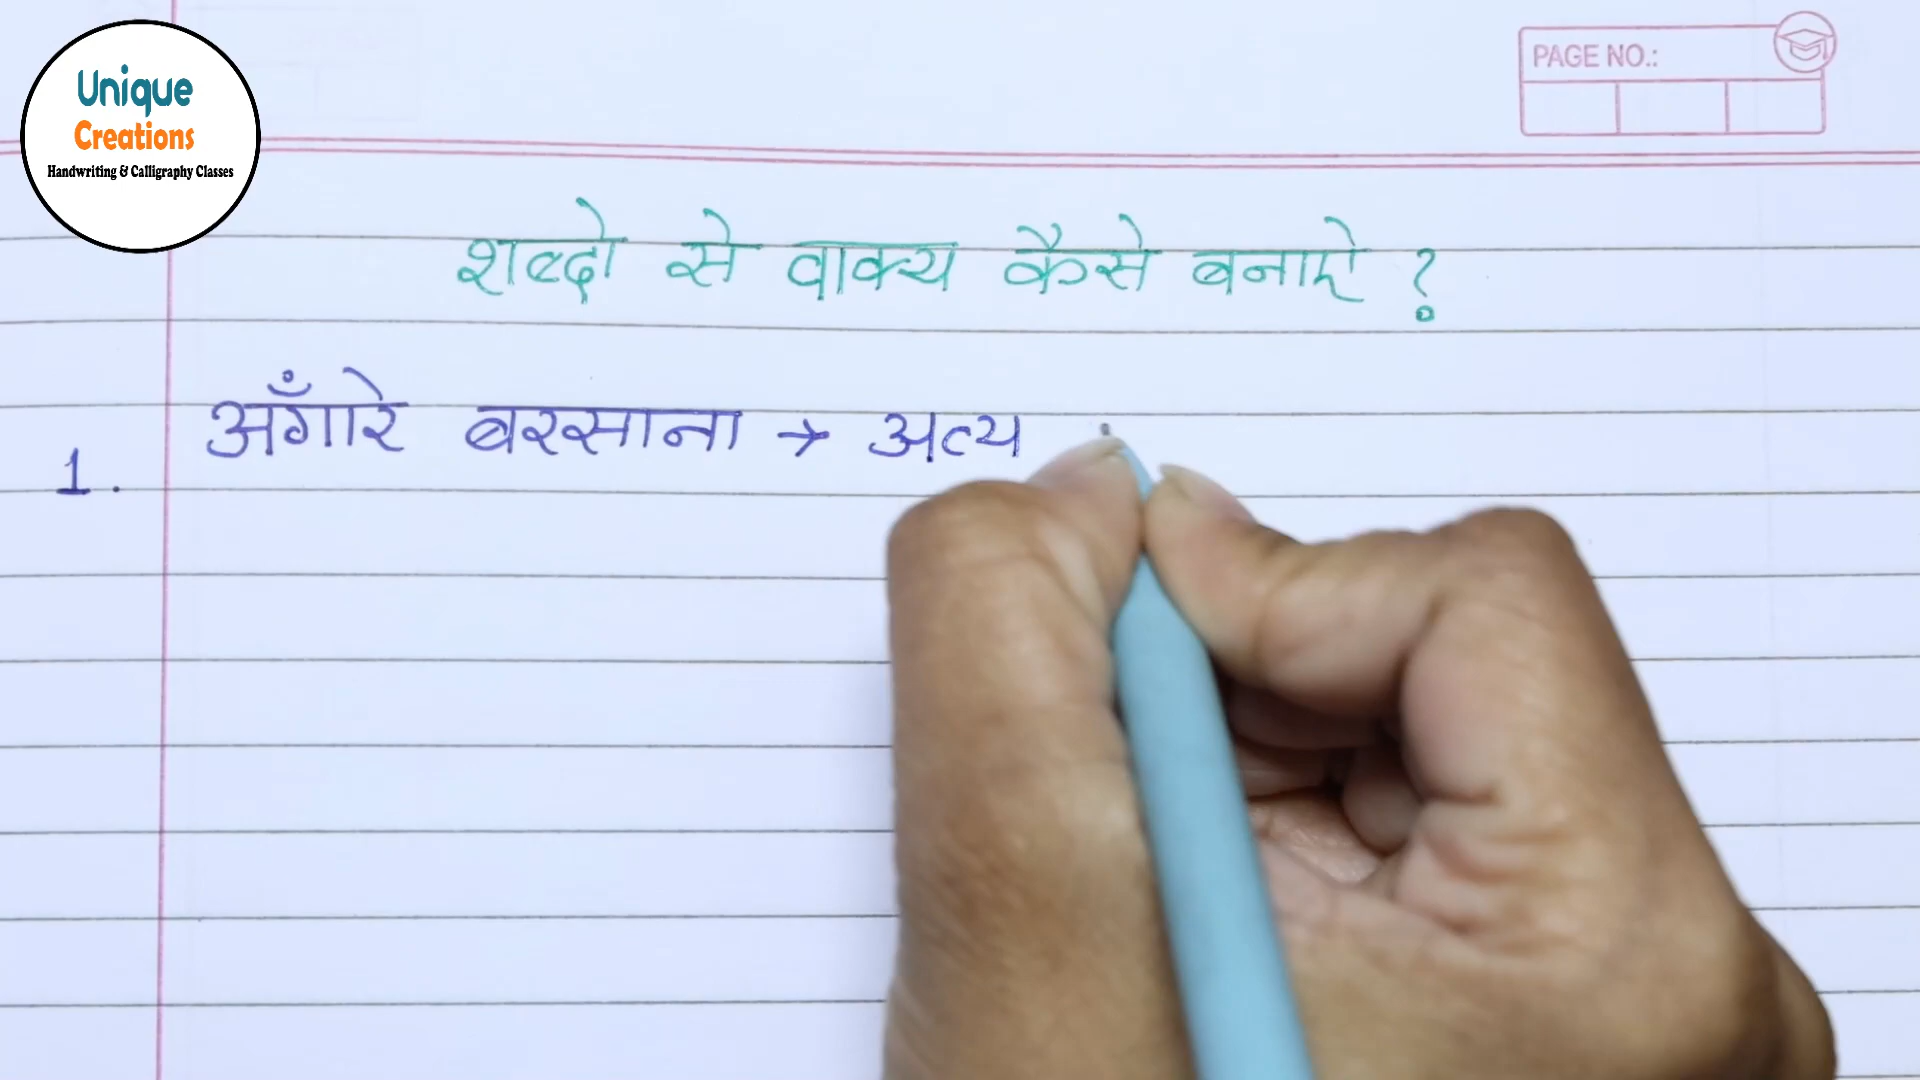 Unique
Creations
Handwriting & Calligraphy Classes
PAGE NO.:
शब्दो से वाक्य कैसे बनाऐ ?
1. अँगारे बरसाना → अत्य